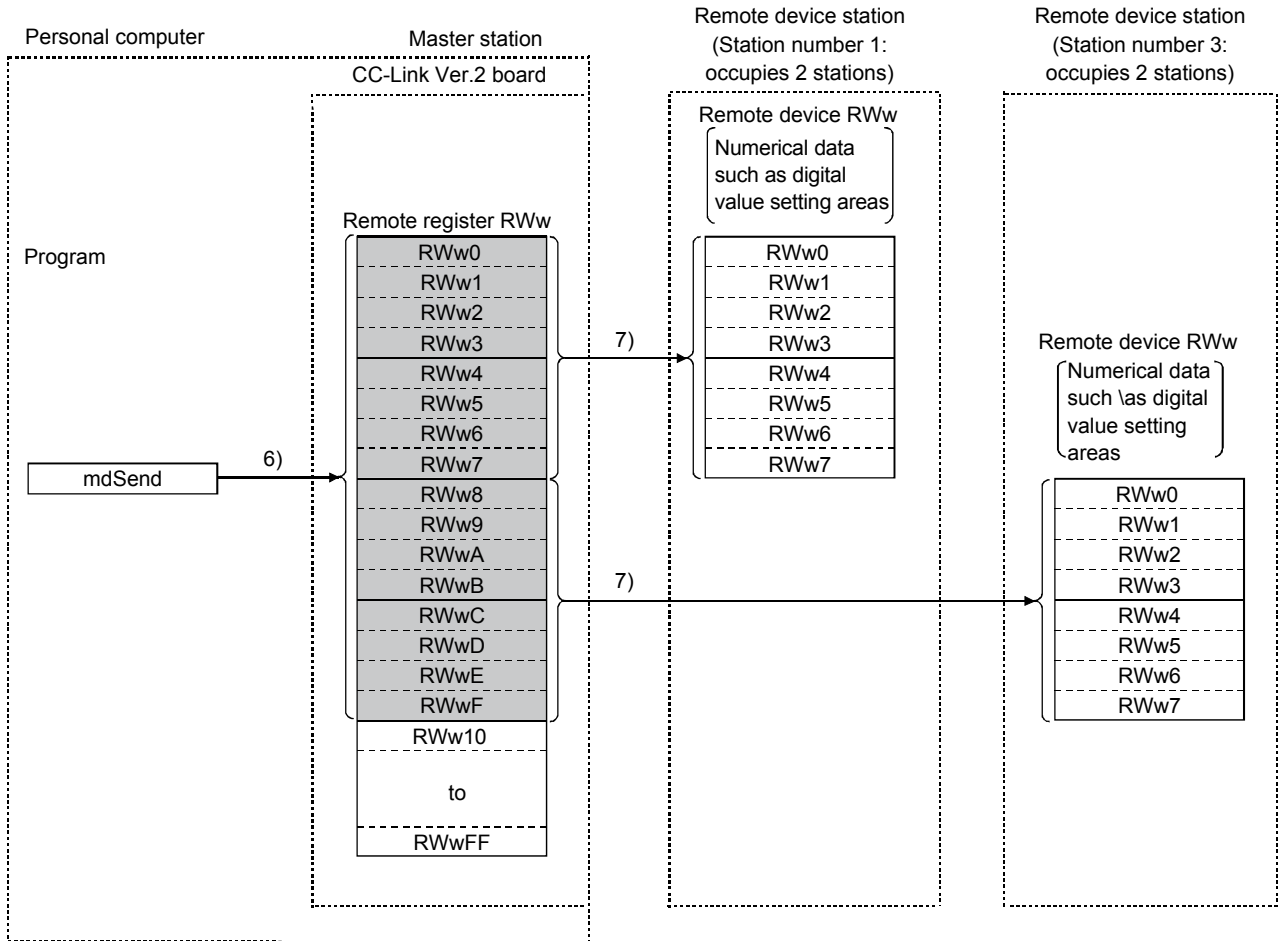 Personal computer
Master station
CC-Link Ver.2 board
Program
mdSend
6)
Remote register RWw
RWw0
RWw1
RWw2
RWw3
RWw4
RWw5
RWw6
RWw7
RWw8
RWw9
RWwA
RWwB
RWwC
RWwD
RWwE
RWwF
RWw10
to
RWwFF
7)
7)
Remote device station
(Station number 1:
occupies 2 stations)
Remote device RWw
Numerical data
such as digital
value setting areas
RWw0
RWw1
RWw2
RWw3
RWw4
RWw5
RWw6
RWw7
Remote device station
(Station number 3:
occupies 2 stations)
Remote device RWw
Numerical data
such \as digital
value setting
areas
RWw0
RWw1
RWw2
RWw3
RWw4
RWw5
RWw6
RWw7